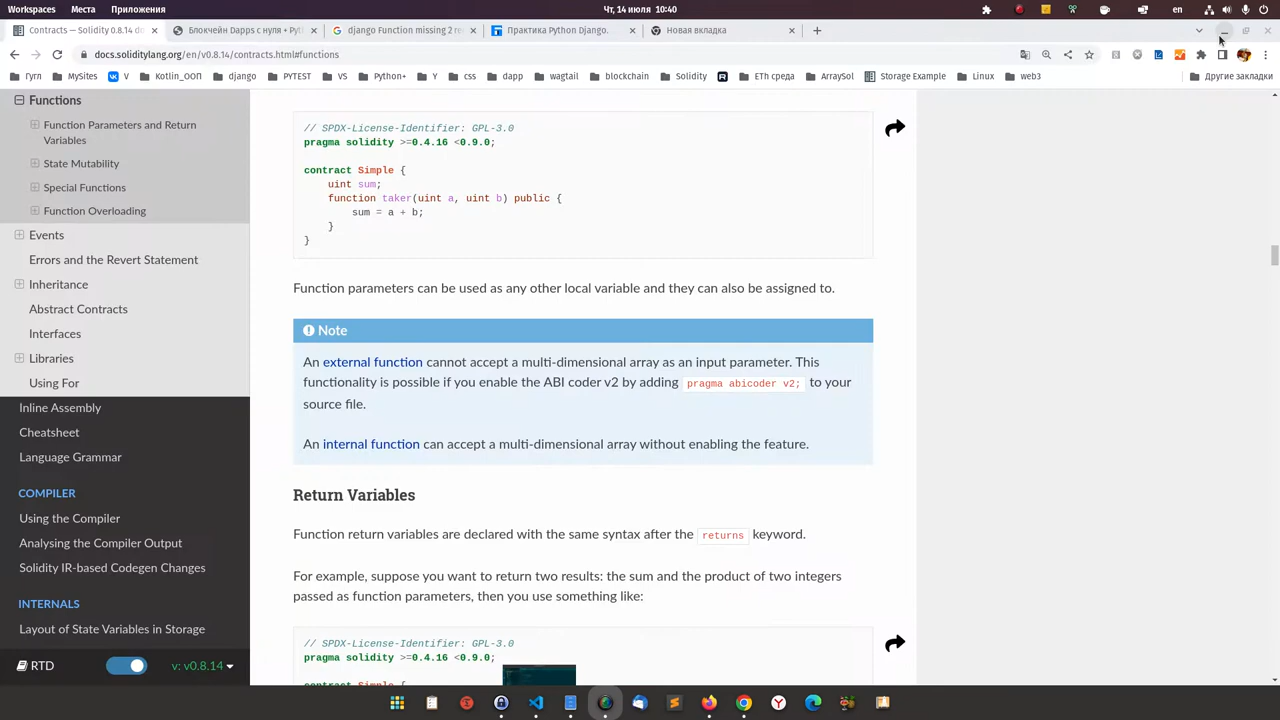 Workspaces Места Приложения Чт, 14 июля 10:40 en
Contracts — Solidity 0.8.14 do Блокчейн Dapps с нуля + Pyt django Function missing 2 re Практика Python Django. Новая вкладка
docs.soliditylang.org/en/v0.8.14/contracts.html#functions
Гугл MySites V Kotlin_ООП django PYTEST VS Python+ Y css dapp wagtail blockchain Solidity ETh среда ArraySol Storage Example Linux web3 Другие закладки
Functions
Function Parameters and Return
Variables
State Mutability
Special Functions
Function Overloading
Events
Errors and the Revert Statement
Inheritance
Abstract Contracts
Interfaces
Libraries
Using For
Inline Assembly
Cheatsheet
Language Grammar
COMPILER
Using the Compiler
Analysing the Compiler Output
Solidity IR-based Codegen Changes
INTERNALS
Layout of State Variables in Storage
RTD v: v0.8.14
// SPDX-License-Identifier: GPL-3.0
pragma solidity >=0.4.16 <0.9.0;
contract Simple {
uint sum;
function taker(uint a, uint b) public {
sum = a + b;
}
}
Function parameters can be used as any other local variable and they can also be assigned to.
Note
An external function cannot accept a multi-dimensional array as an input parameter. This
functionality is possible if you enable the ABI coder v2 by adding pragma abicoder v2; to your
source file.
An internal function can accept a multi-dimensional array without enabling the feature.
Return Variables
Function return variables are declared with the same syntax after the returns keyword.
For example, suppose you want to return two results: the sum and the product of two integers
passed as function parameters, then you use something like:
// SPDX-License-Identifier: GPL-3.0
pragma solidity >=0.4.16 <0.9.0;
contract Simple {